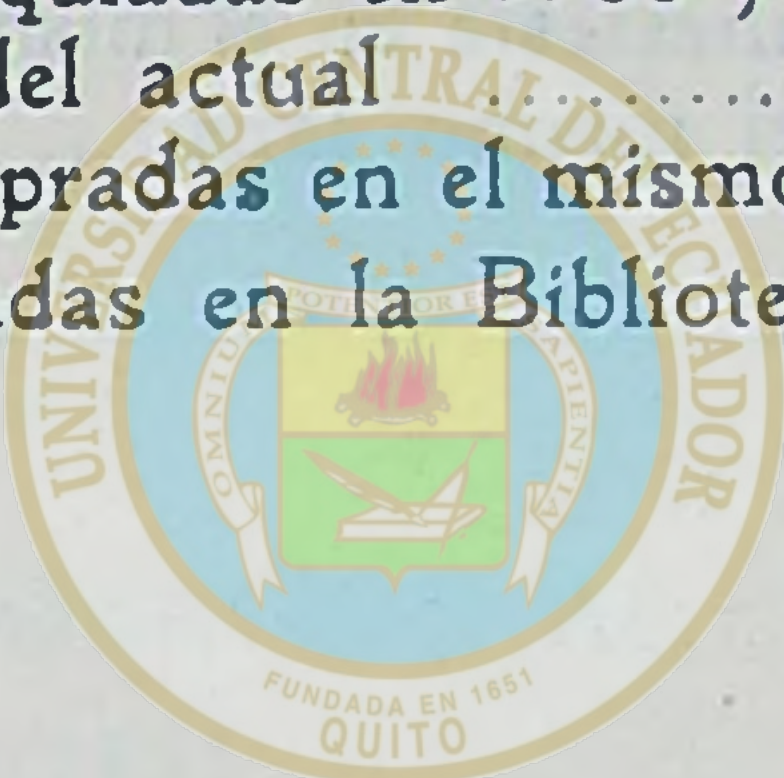 del actual ..........
pradas en el mismo
das en la Bibliote
UNIVERSIDAD CENTRAL DEL ECUADOR
OMNIUM POTENTIOR EST SAPIENTIA
FUNDADA EN 1651
QUITO